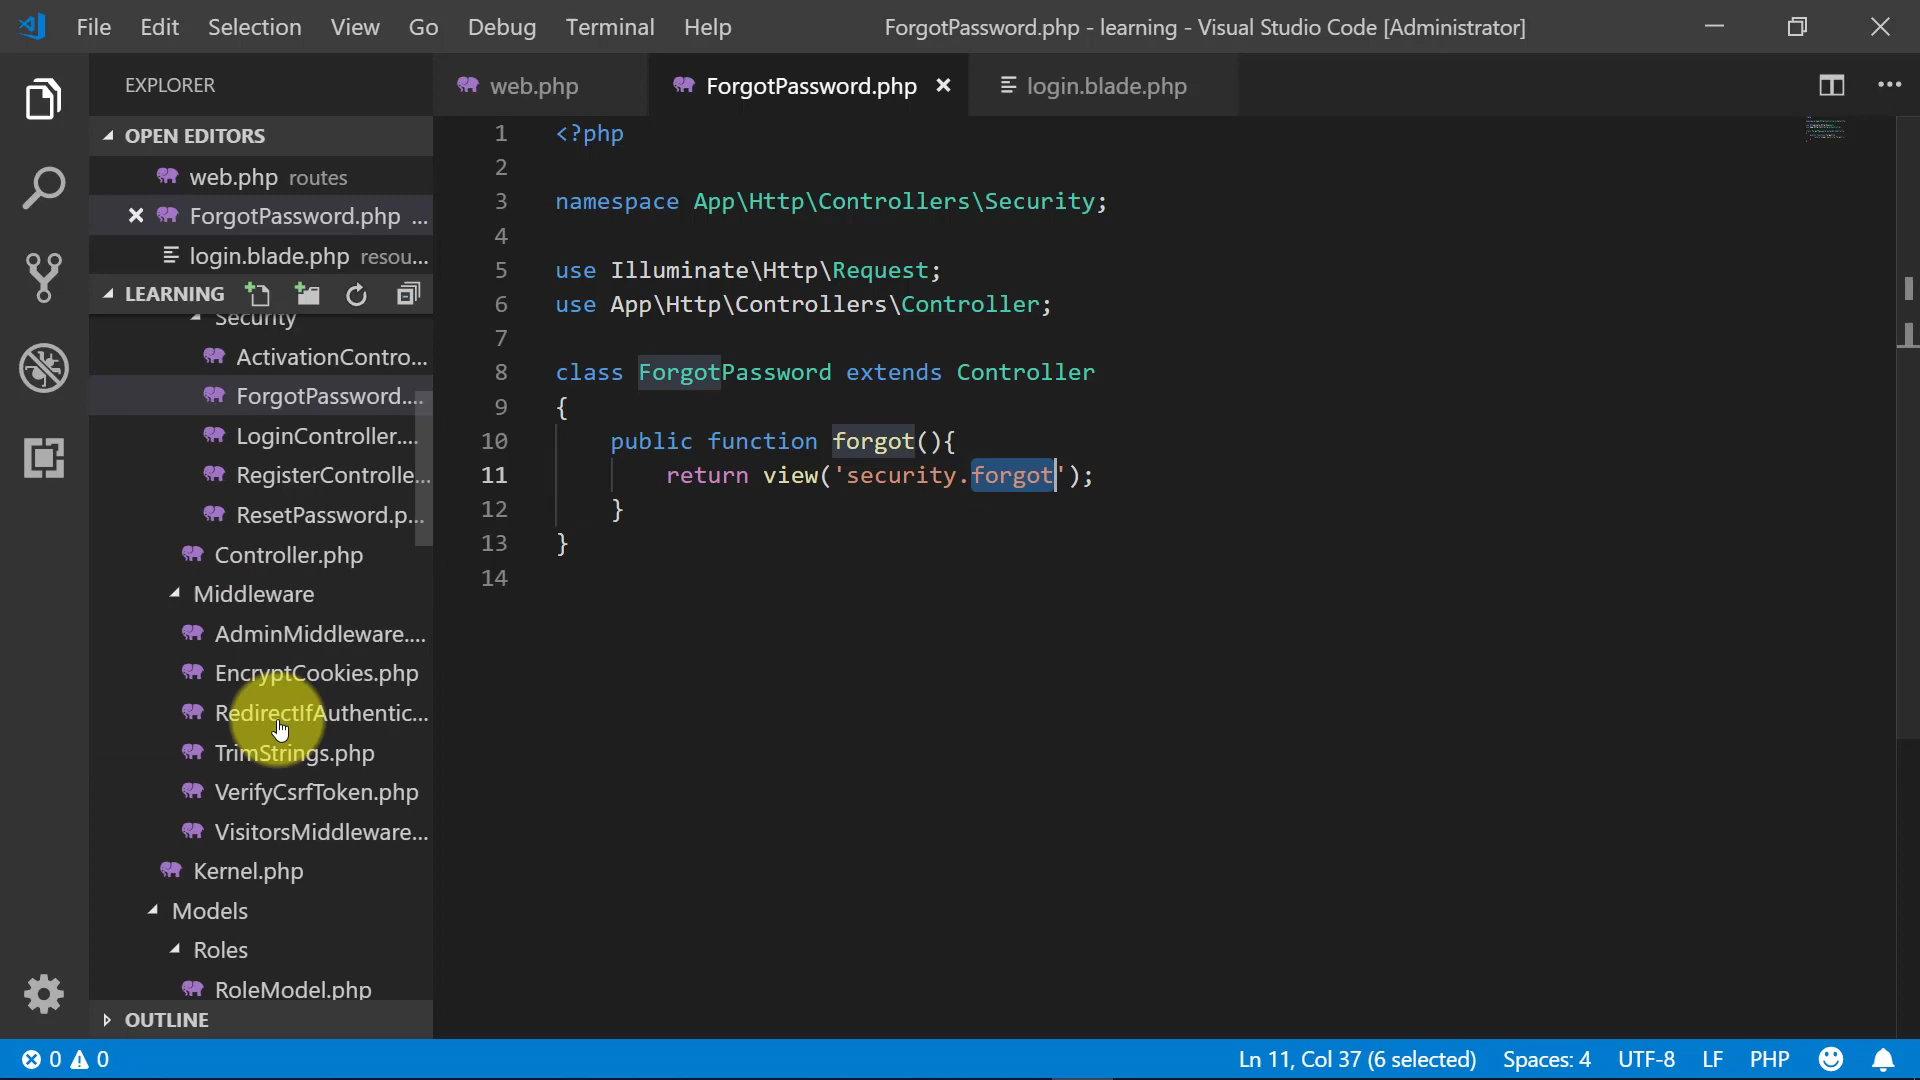 File Edit Selection View Go Debug Terminal Help
ForgotPassword.php - learning - Visual Studio Code [Administrator]
EXPLORER
OPEN EDITORS
web.php routes
ForgotPassword.php ...
login.blade.php resou...
LEARNING
Security
ActivationContro...
ForgotPassword....
LoginController....
RegisterControlle...
ResetPassword.p...
Controller.php
Middleware
AdminMiddleware....
EncryptCookies.php
RedirectIfAuthentic...
TrimStrings.php
VerifyCsrfToken.php
VisitorsMiddleware...
Kernel.php
Models
Roles
RoleModel.php
OUTLINE
web.php
ForgotPassword.php
login.blade.php
1 <?php
2
3 namespace App\Http\Controllers\Security;
4
5 use Illuminate\Http\Request;
6 use App\Http\Controllers\Controller;
7
8 class ForgotPassword extends Controller
9 {
10 public function forgot(){
11 return view('security.forgot');
12 }
13 }
14
0 0
Ln 11, Col 37 (6 selected) Spaces: 4 UTF-8 LF PHP